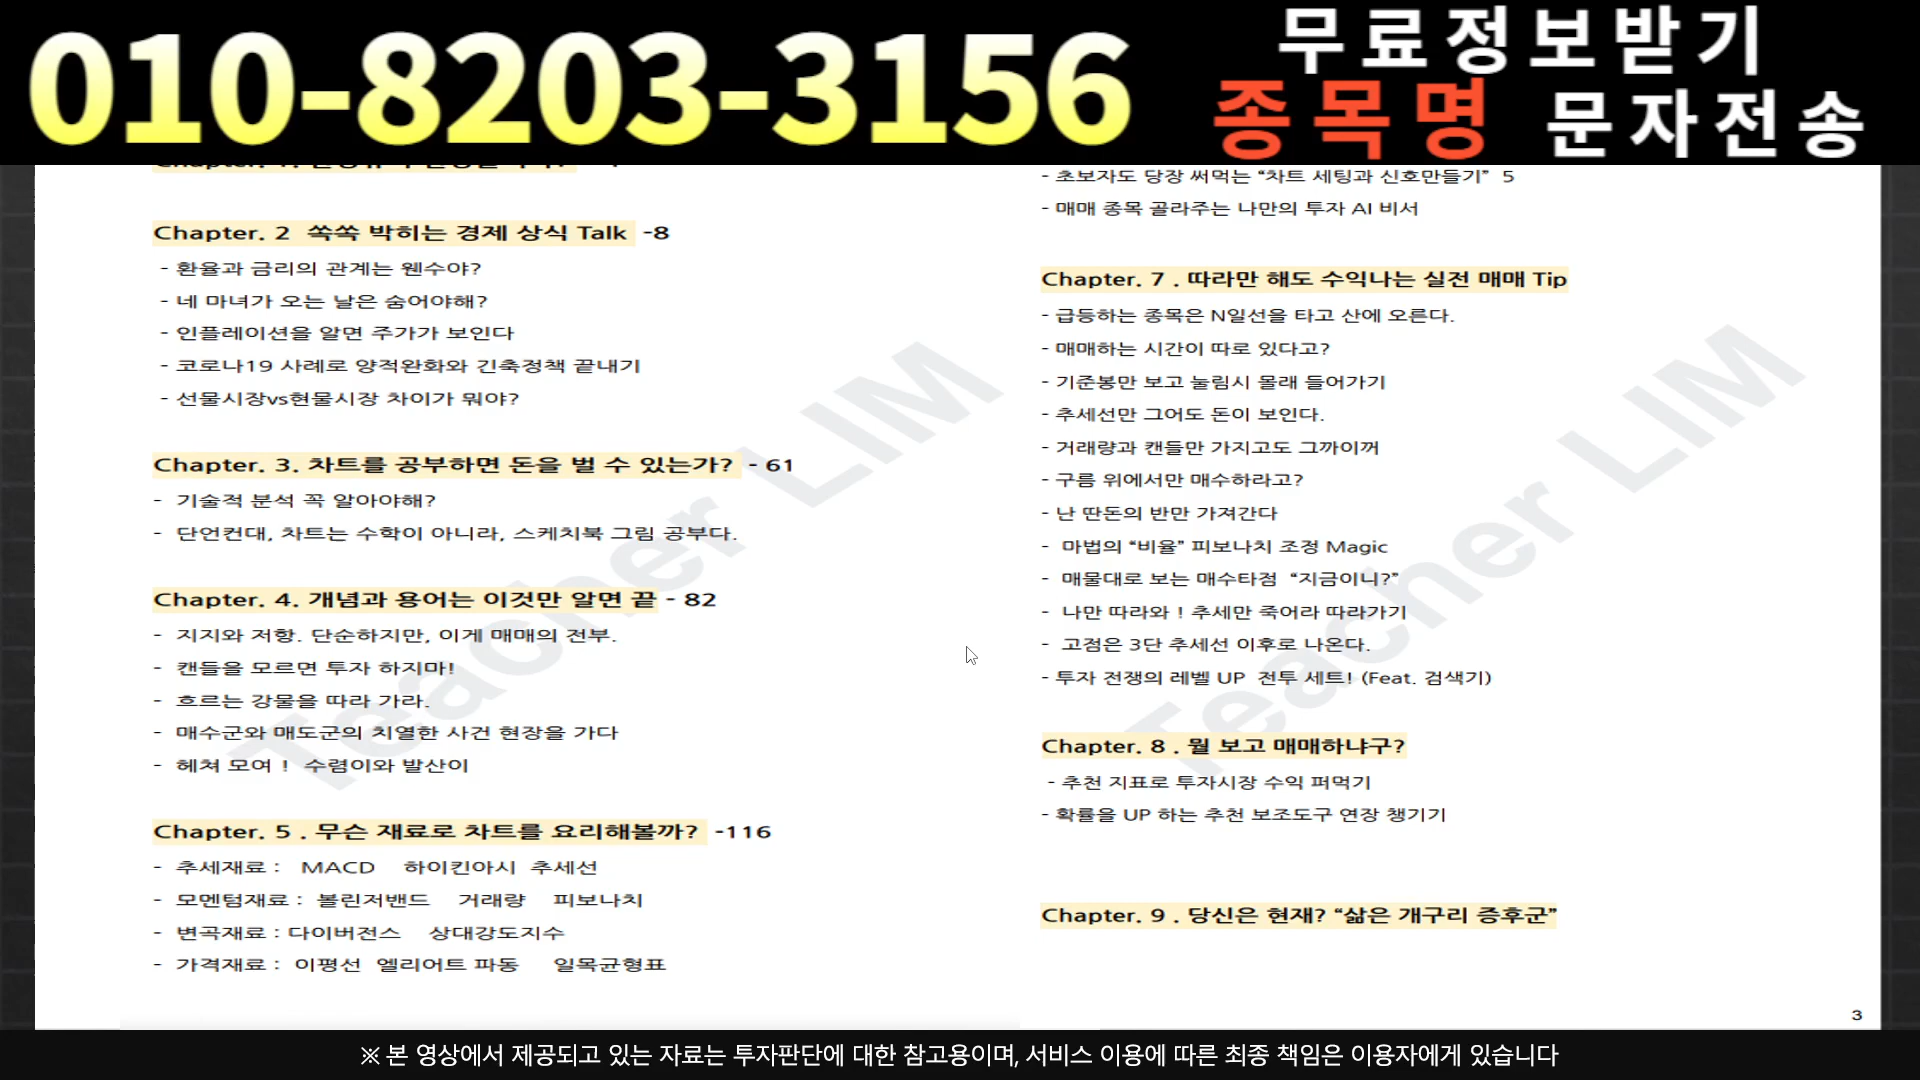 010-8203-3156
무료정보받기
종목명 문자전송
Chapter. 2 쏙쏙 박히는 경제 상식 Talk -8
- 환율과 금리의 관계는 웬수야?
- 네 마녀가 오는 날은 숨어야해?
- 인플레이션을 알면 주가가 보인다
- 코로나19 사례로 양적완화와 긴축정책 끝내기
- 선물시장vs현물시장 차이가 뭐야?
Chapter. 3. 차트를 공부하면 돈을 벌 수 있는가? - 61
- 기술적 분석 꼭 알아야해?
- 단언컨대, 차트는 수학이 아니라, 스케치북 그림 공부다.
Chapter. 4. 개념과 용어는 이것만 알면 끝 - 82
- 지지와 저항. 단순하지만, 이게 매매의 전부.
- 캔들을 모르면 투자 하지마!
- 흐르는 강물을 따라 가라.
- 매수군와 매도군의 치열한 사건 현장을 가다
- 헤쳐 모여 ! 수렴이와 발산이
Chapter. 5 . 무슨 재료로 차트를 요리해볼까? -116
- 추세재료 : MACD 하이킨아시 추세선
- 모멘텀재료 : 볼린저밴드 거래량 피보나치
- 변곡재료 : 다이버전스 상대강도지수
- 가격재료 : 이평선 엘리어트 파동 일목균형표
- 초보자도 당장 써먹는 “차트 세팅과 신호만들기” 5
- 매매 종목 골라주는 나만의 투자 AI 비서
Chapter. 7 . 따라만 해도 수익나는 실전 매매 Tip
- 급등하는 종목은 N일선을 타고 산에 오른다.
- 매매하는 시간이 따로 있다고?
- 기준봉만 보고 눌림시 몰래 들어가기
- 추세선만 그어도 돈이 보인다.
- 거래량과 캔들만 가지고도 그까이꺼
- 구름 위에서만 매수하라고?
- 난 딴돈의 반만 가져간다
- 마법의 “비율” 피보나치 조정 Magic
- 매물대로 보는 매수타점 “지금이니?”
- 나만 따라와 ! 추세만 죽어라 따라가기
- 고점은 3단 추세선 이후로 나온다.
- 투자 전쟁의 레벨 UP 전투 세트! (Feat. 검색기)
Chapter. 8 . 뭘 보고 매매하냐구?
- 추천 지표로 투자시장 수익 퍼먹기
- 확률을 UP 하는 추천 보조도구 연장 챙기기
Chapter. 9 . 당신은 현재? “삶은 개구리 증후군”
Teacher LIM
Teacher LIM
3
※ 본 영상에서 제공되고 있는 자료는 투자판단에 대한 참고용이며, 서비스 이용에 따른 최종 책임은 이용자에게 있습니다